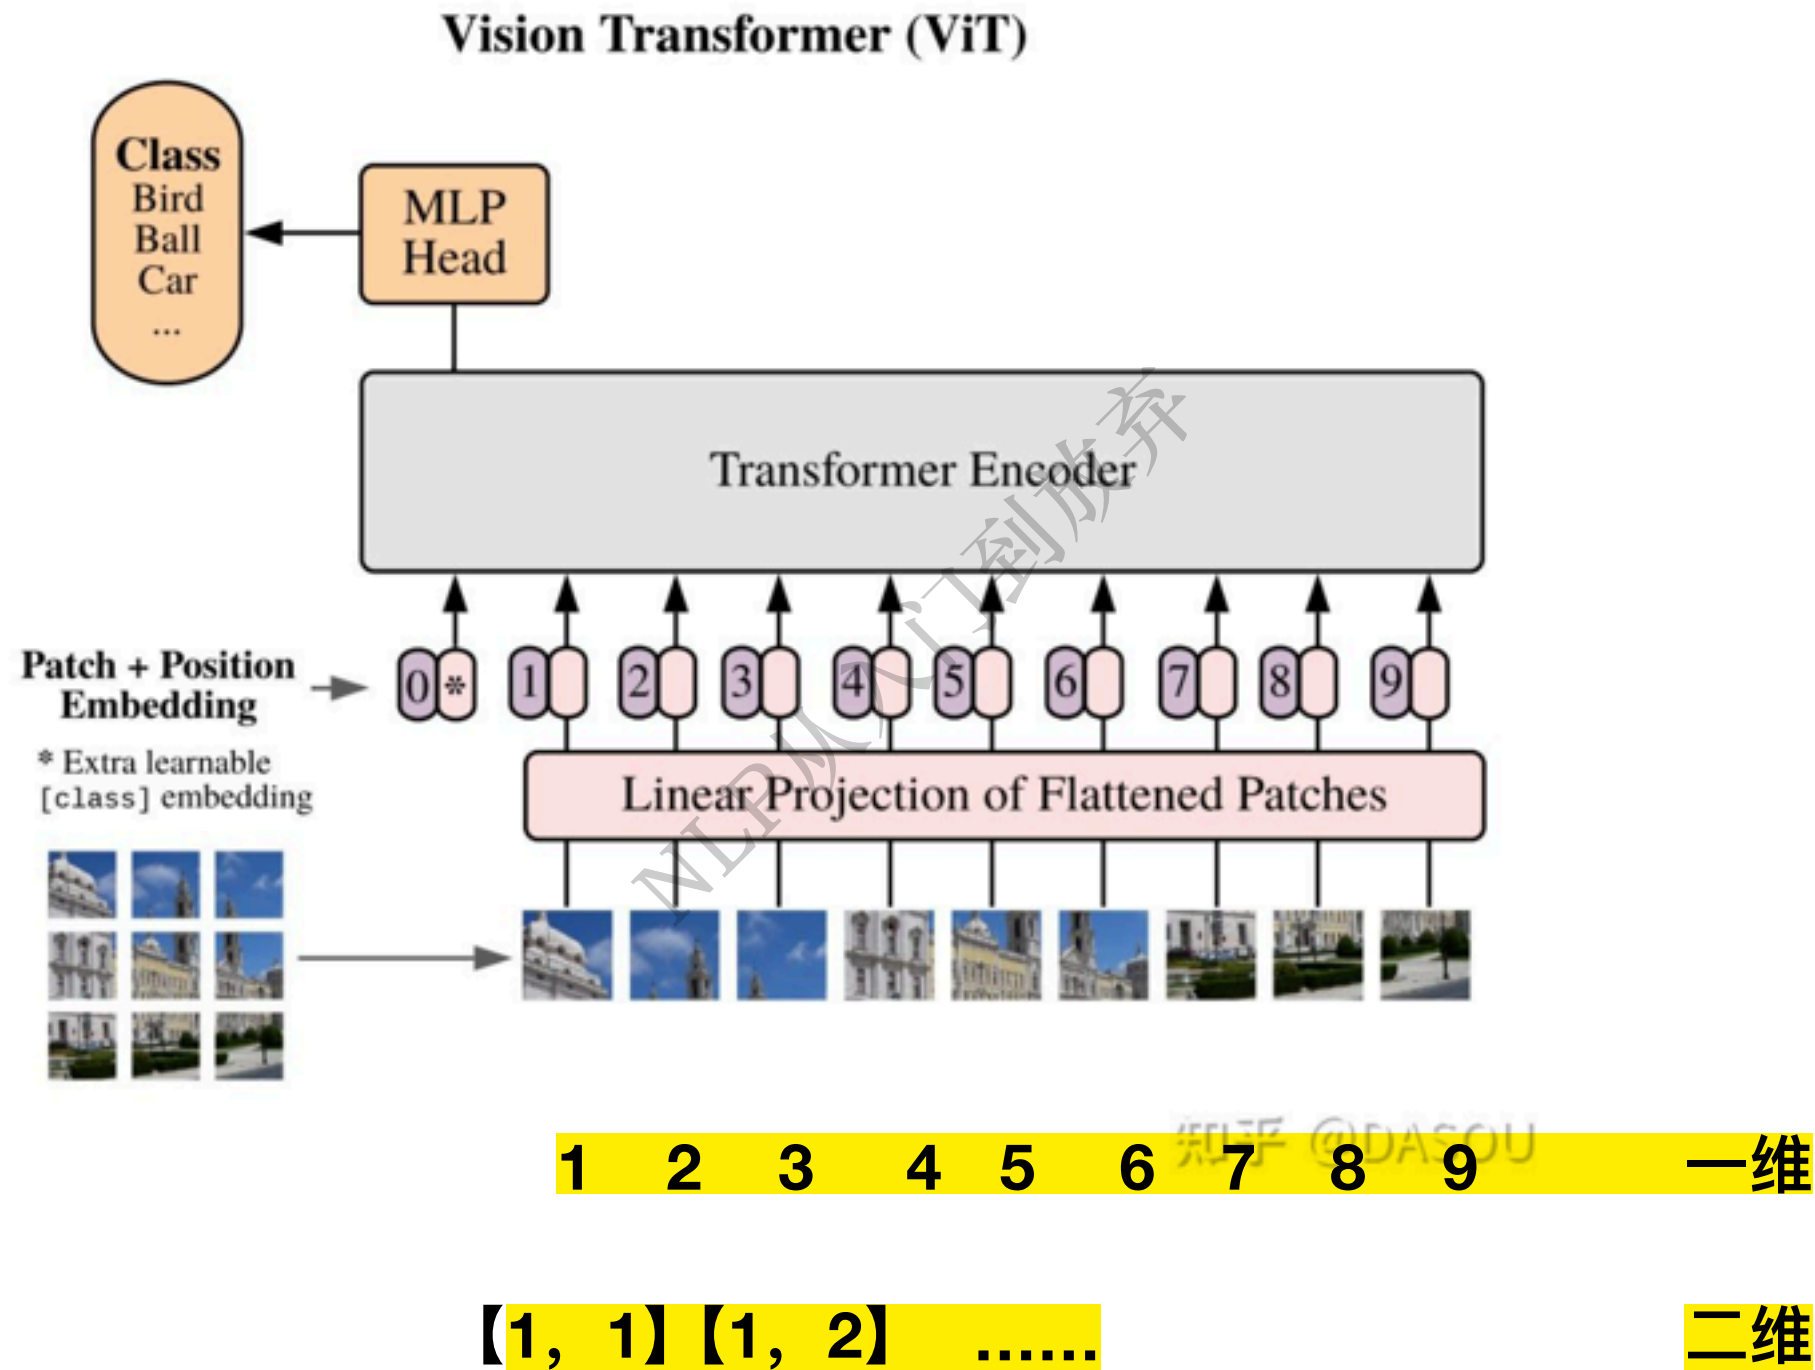 Vision Transformer (ViT)
Class
Bird
Ball
Car
...
MLP
Head
Transformer Encoder
Patch + Position
Embedding
0 * 1 2 3 4 5 6 7 8 9
* Extra learnable
[class] embedding
Linear Projection of Flattened Patches
NLP从入门到放弃
知乎 @DASOU
1 2 3 4 5 6 7 8 9 一维
【1，1】【1，2】 ...... 二维